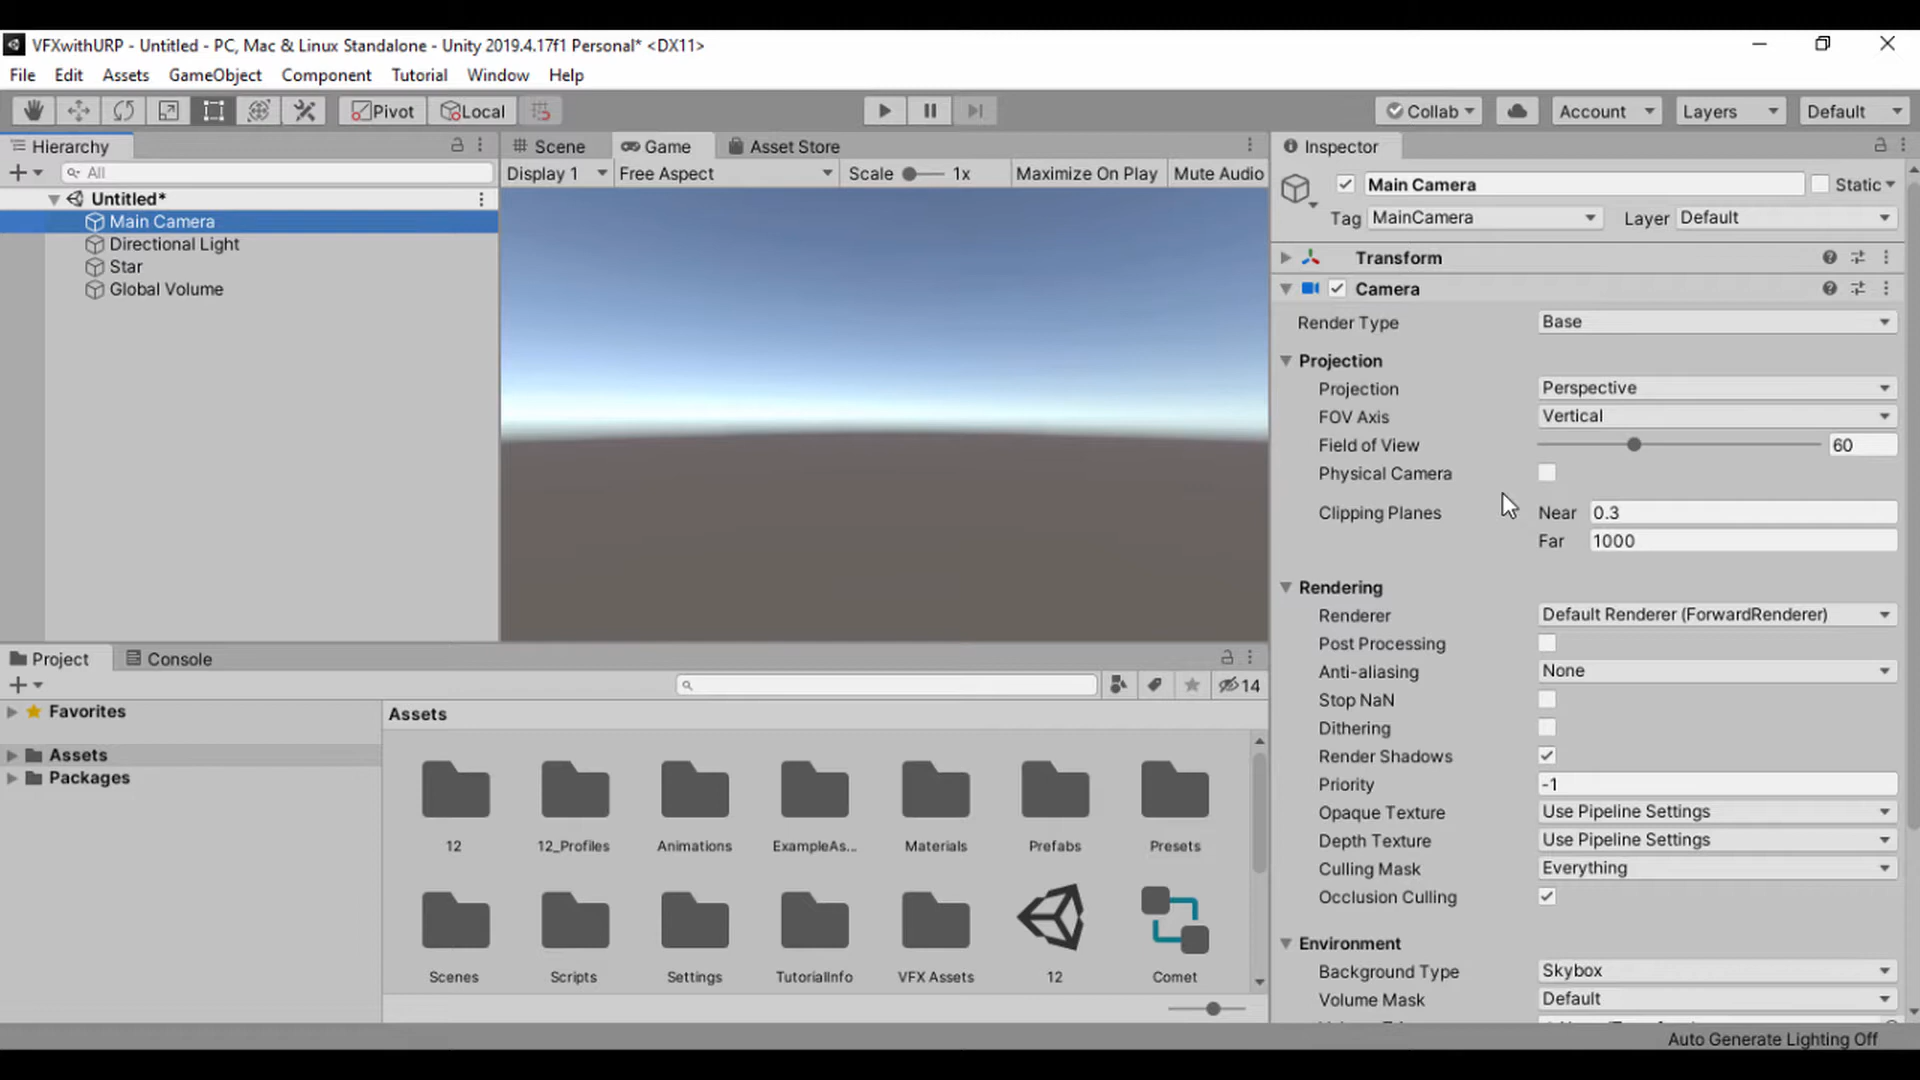 VFXwithURP - Untitled - PC, Mac & Linux Standalone - Unity 2019.4.17f1 Personal* <DX11>
File Edit Assets GameObject Component Tutorial Window Help
Pivot Local Collab Account Layers Default
Hierarchy
All
Untitled*
Main Camera
Directional Light
Star
Global Volume
Scene Game Asset Store
Display 1 Free Aspect Scale 1x Maximize On Play Mute Audio
Project Console
14
Favorites
Assets
Packages
Assets
12 12_Profiles Animations ExampleAs... Materials Prefabs Presets
Scenes Scripts Settings TutorialInfo VFX Assets 12 Comet
Inspector
Main Camera Static
Tag MainCamera Layer Default
Transform
Camera
Render Type Base
Projection
Projection Perspective
FOV Axis Vertical
Field of View 60
Physical Camera
Clipping Planes Near 0.3
Far 1000
Rendering
Renderer Default Renderer (ForwardRenderer)
Post Processing
Anti-aliasing None
Stop NaN
Dithering
Render Shadows
Priority -1
Opaque Texture Use Pipeline Settings
Depth Texture Use Pipeline Settings
Culling Mask Everything
Occlusion Culling
Environment
Background Type Skybox
Volume Mask Default
Auto Generate Lighting Off